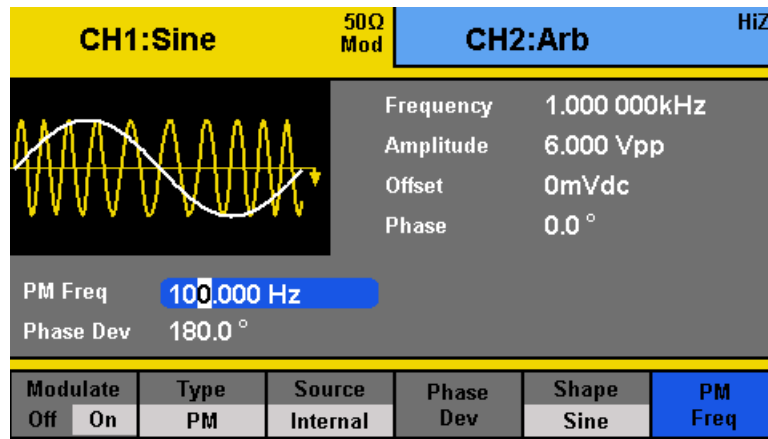 CH1:Sine
50Ω
Mod
CH2:Arb
HiZ
Frequency 1.000 000kHz
Amplitude 6.000 Vpp
Offset 0mVdc
Phase 0.0 °
PM Freq 100.000 Hz
Phase Dev 180.0 °
Modulate Type Source Phase Shape PM
Off On PM Internal Dev Sine Freq